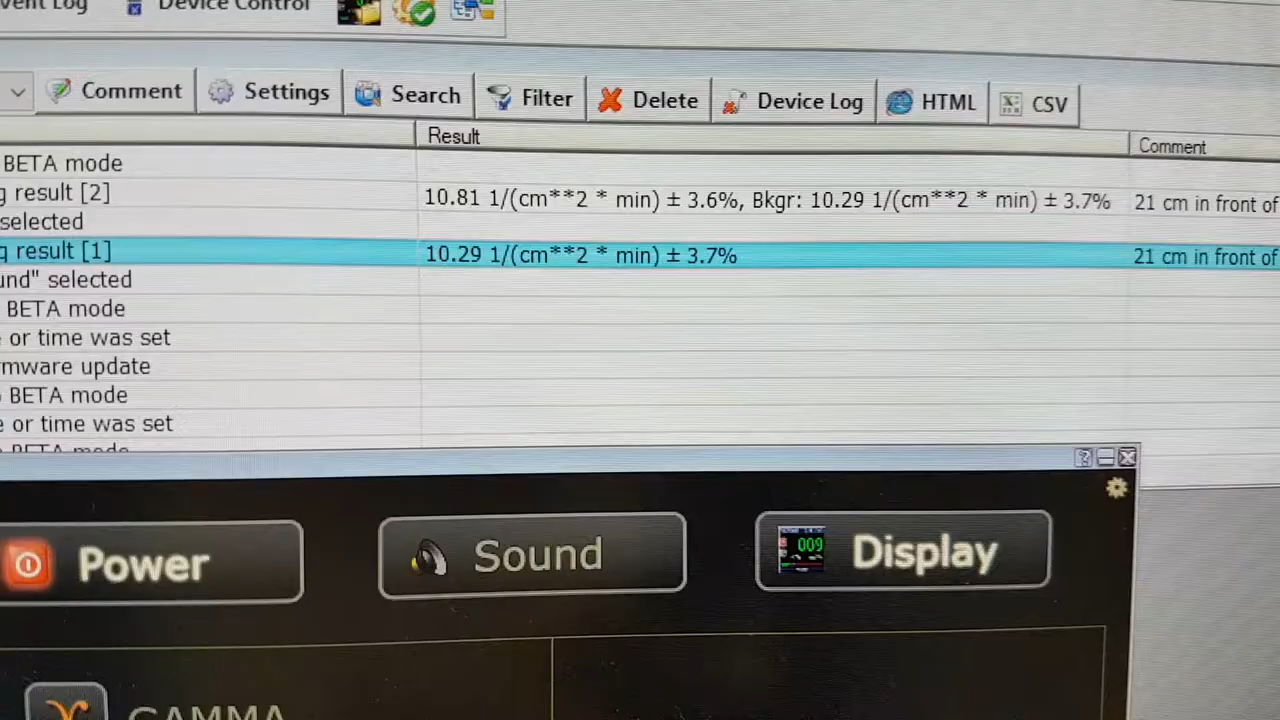 Log Device Control
Comment Settings Search Filter Delete Device Log HTML CSV
Result Comment
BETA mode
result [2] 10.81 1/(cm**2 * min) ± 3.6%, Bkgr: 10.29 1/(cm**2 * min) ± 3.7% 21 cm in front of
selected
result [1] 10.29 1/(cm**2 * min) ± 3.7% 21 cm in front of
und" selected
BETA mode
or time was set
mware update
BETA mode
e or time was set
BETA mode
Power Sound 009 Display
GAMMA